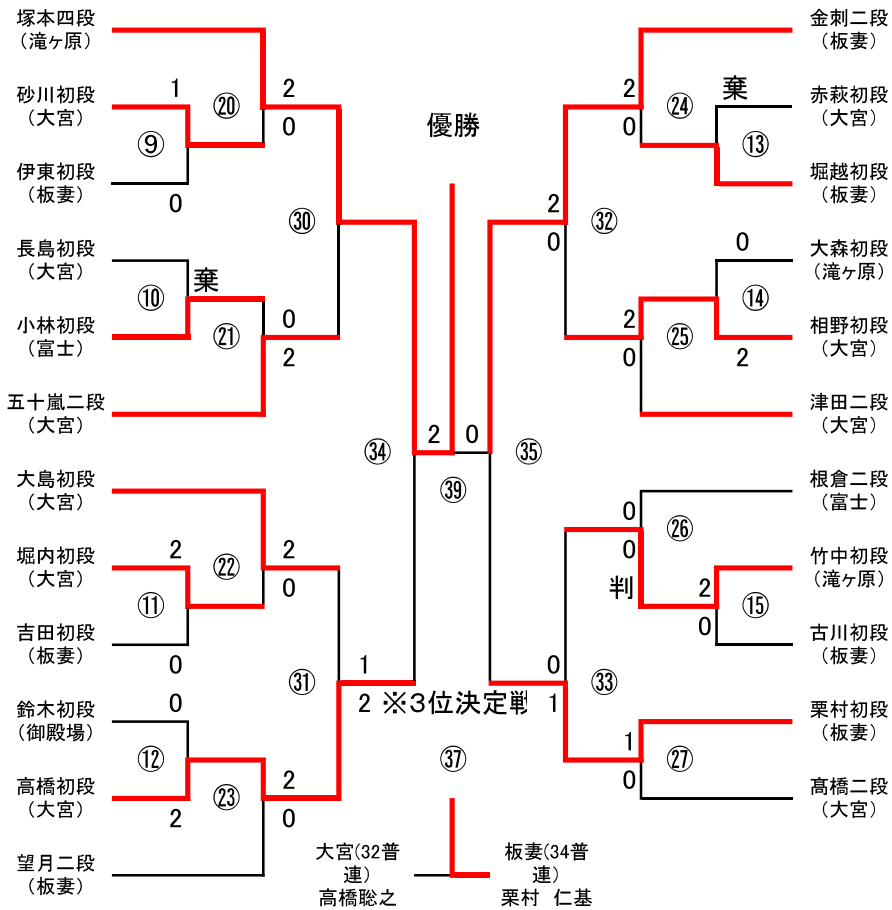 塚本四段
（滝ヶ原）
砂川初段
（大宮）
伊東初段
（板妻）
長島初段
（大宮）
小林初段
（富士）
五十嵐二段
（大宮）
大島初段
（大宮）
堀内初段
（大宮）
吉田初段
（板妻）
鈴木初段
（御殿場）
高橋初段
（大宮）
望月二段
（板妻）
1
⑨
0
⑩
棄
2
⑪
0
0
⑫
2
⑳
2
0
㉑
0
2
㉒
2
0
㉓
2
0
㉚
㉛
1
2
㉞
優勝
2
0
㊴
※3位決定戦
㊲
大宮(32普
連)
高橋聡之
板妻(34普
連)
栗村 仁基
㉟
2
0
㉜
0
1
㉝
2
0
㉔
2
0
㉕
0
0
判
㉖
1
0
㉗
棄
⑬
0
⑭
2
2
0
⑮
金刺二段
（板妻）
赤萩初段
（大宮）
堀越初段
（板妻）
大森初段
（滝ヶ原）
相野初段
（大宮）
津田二段
（大宮）
根倉二段
（富士）
竹中初段
（滝ヶ原）
古川初段
（板妻）
栗村初段
（板妻）
髙橋二段
（大宮）